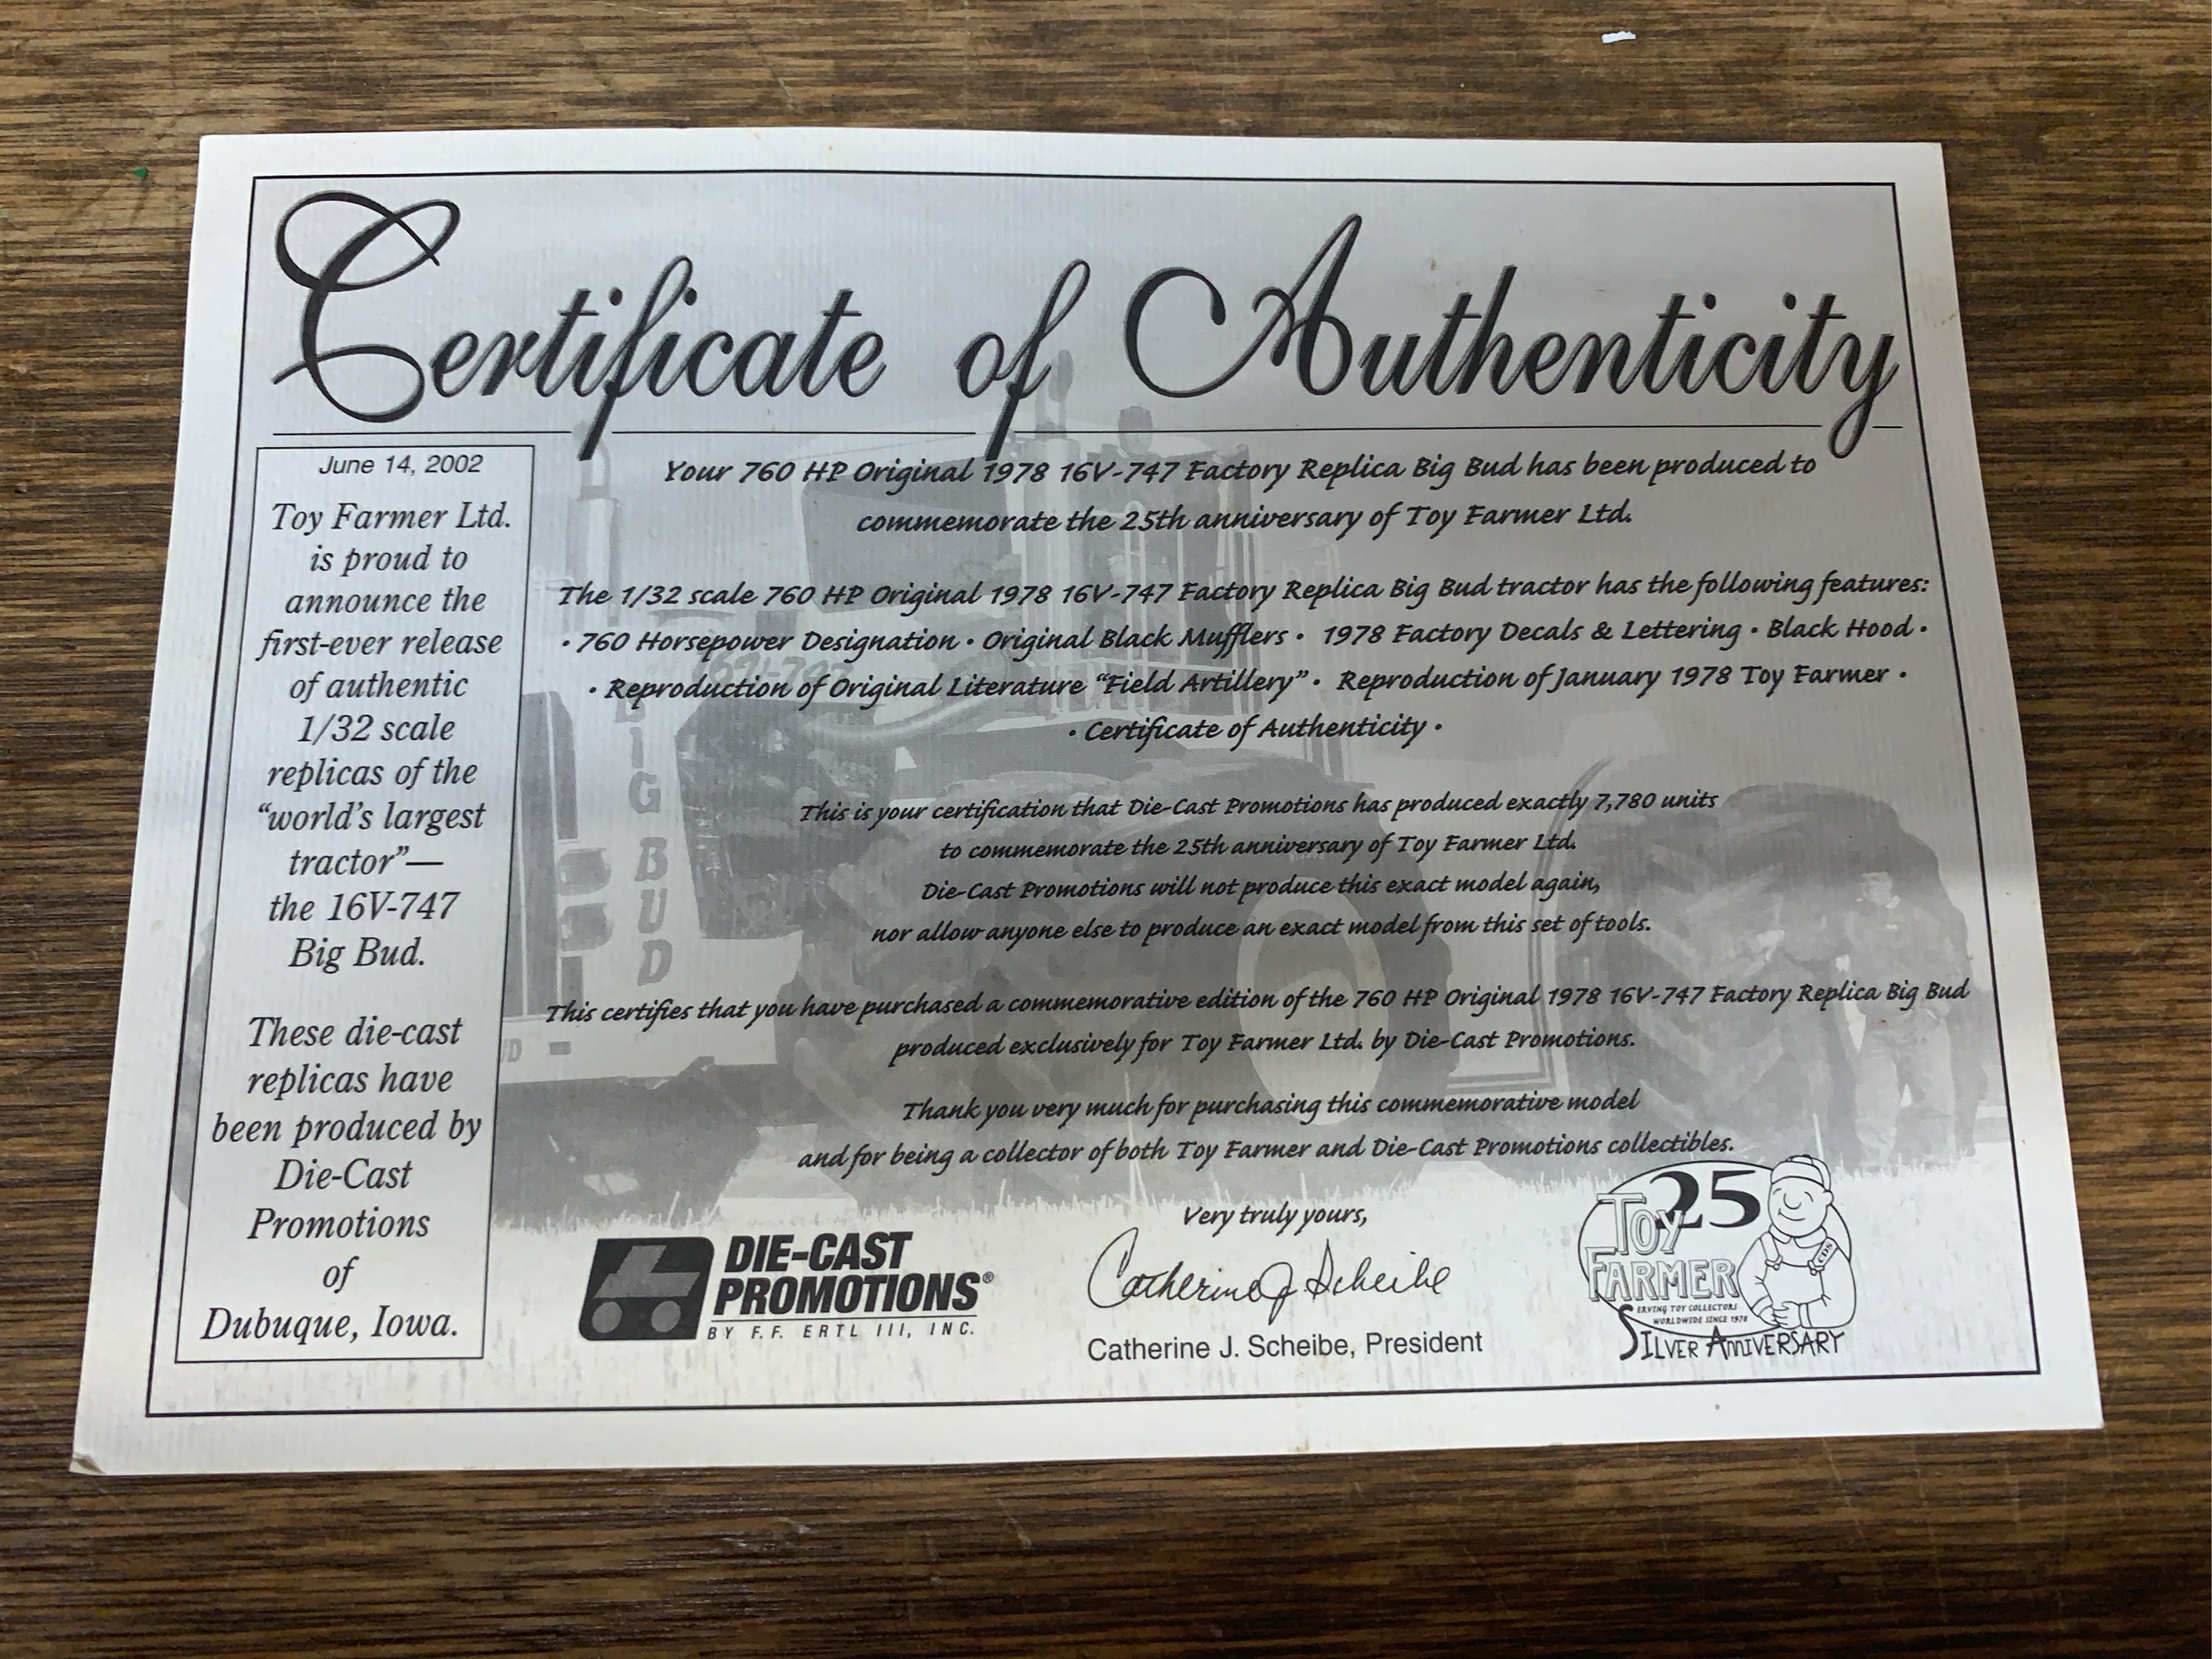 Certificate of Authenticity
June 14, 2002
Toy Farmer Ltd.
is proud to
announce the
first-ever release
of authentic
1/32 scale
replicas of the
“world’s largest
tractor”—
the 16V-747
Big Bud.
These die-cast
replicas have
been produced by
Die-Cast
Promotions
of
Dubuque, Iowa.
Your 760 HP Original 1978 16V-747 Factory Replica Big Bud has been produced to
commemorate the 25th anniversary of Toy Farmer Ltd.
The 1/32 scale 760 HP Original 1978 16V-747 Factory Replica Big Bud tractor has the following features:
• 760 Horsepower Designation • Original Black Mufflers • 1978 Factory Decals & Lettering • Black Hood •
• Reproduction of Original Literature “Field Artillery” • Reproduction of January 1978 Toy Farmer •
• Certificate of Authenticity •
This is your certification that Die-Cast Promotions has produced exactly 7,780 units
to commemorate the 25th anniversary of Toy Farmer Ltd.
Die-Cast Promotions will not produce this exact model again,
nor allow anyone else to produce an exact model from this set of tools.
This certifies that you have purchased a commemorative edition of the 760 HP Original 1978 16V-747 Factory Replica Big Bud
produced exclusively for Toy Farmer Ltd. by Die-Cast Promotions.
Thank you very much for purchasing this commemorative model
and for being a collector of both Toy Farmer and Die-Cast Promotions collectibles.
BIG BUD
Very truly yours,
Catherine J. Scheibe
Catherine J. Scheibe, President
DIE-CAST
PROMOTIONS®
BY F.F. ERTL III, INC.
25
TOY
FARMER
SERVING TOY COLLECTORS
WORLDWIDE SINCE 1978
SILVER ANNIVERSARY
CDS